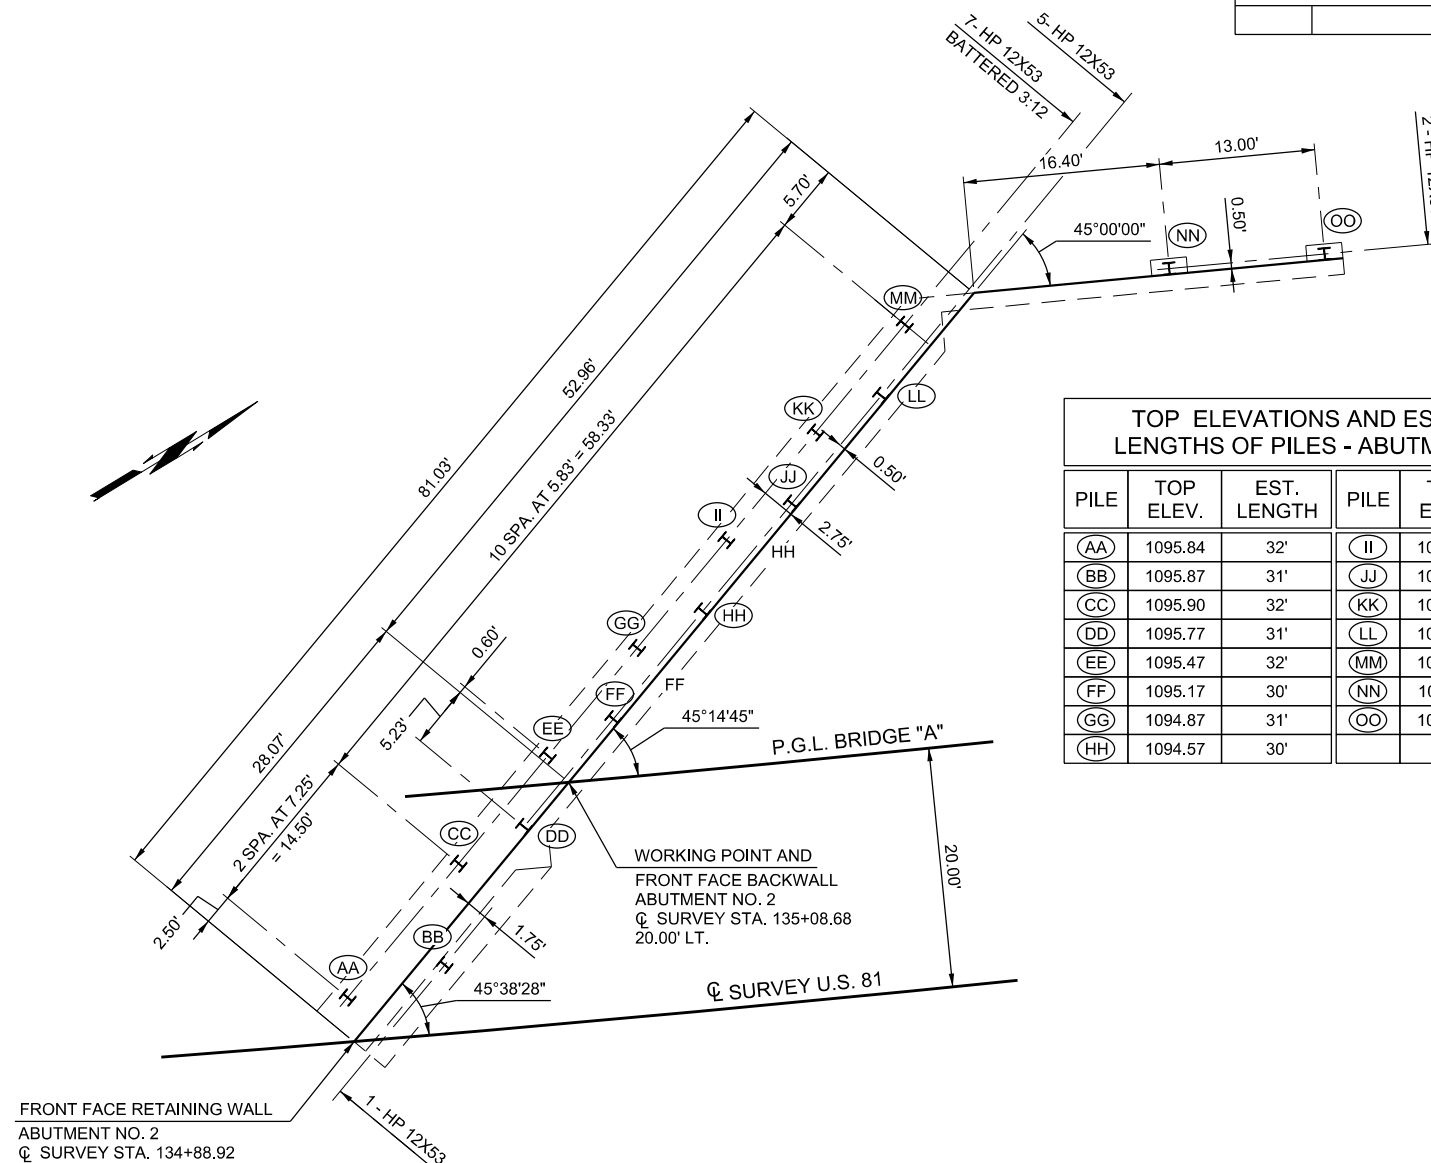 7- HP 12X53
BATTERED 3:12
5- HP 12X53
16.40'
13.00'
0.50'
45°00'00"
NN
OO
5.70'
MM
52.96'
81.03'
10 SPA. AT 5.83' = 58.33'
KK
LL
0.50'
JJ
2.75'
HH
II
HH
GG
FF
FF
0.60'
5.23'
EE
45°14'45"
P.G.L. BRIDGE "A"
28.07'
2 SPA. AT 7.25'
= 14.50'
CC
DD
2.50'
BB
1.75'
AA
45°38'28"
20.00'
℄ SURVEY U.S. 81
WORKING POINT AND
FRONT FACE BACKWALL
ABUTMENT NO. 2
℄ SURVEY STA. 135+08.68
20.00' LT.
1- HP 12X53
FRONT FACE RETAINING WALL
ABUTMENT NO. 2
℄ SURVEY STA. 134+88.92
TOP ELEVATIONS AND
LENGTHS OF PILES -
PILE TOP ELEV. EST. LENGTH PILE
AA 1095.84 32' II
BB 1095.87 31' JJ
CC 1095.90 32' KK
DD 1095.77 31' LL
EE 1095.47 32' MM
FF 1095.17 30' NN
GG 1094.87 31' OO
HH 1094.57 30'